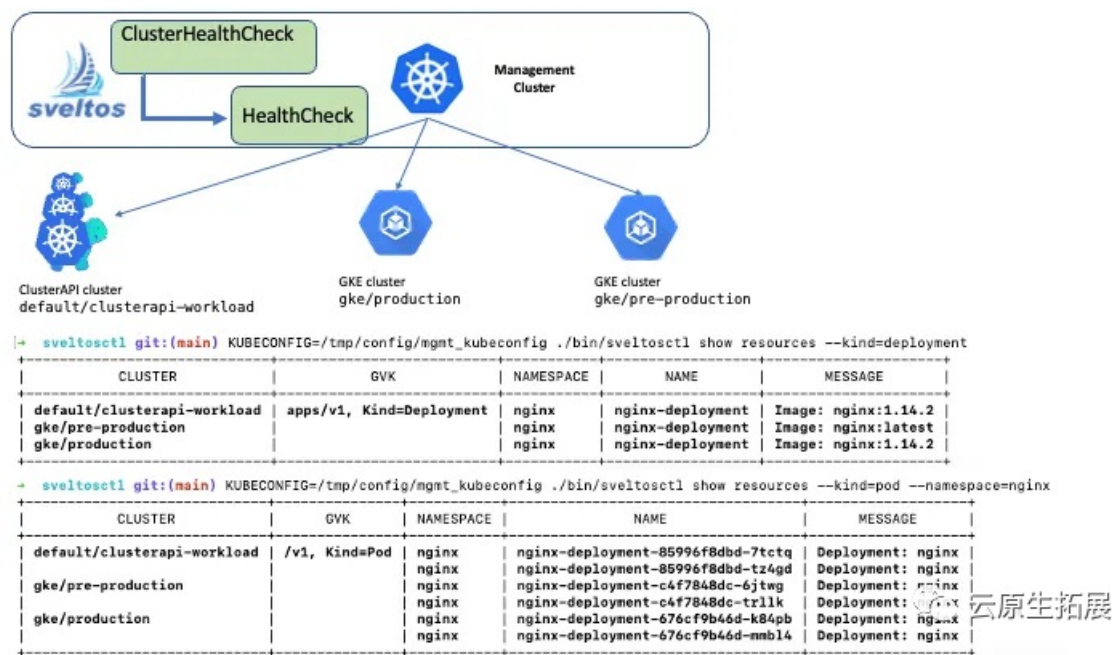 ClusterHealthCheck
sveltos
HealthCheck
Management
Cluster
ClusterAPI cluster
default/clusterapi-workload
GKE cluster
gke/production
GKE cluster
gke/pre-production
→ sveltosctl git:(main) KUBECONFIG=/tmp/config/mgmt_kubeconfig ./bin/sveltosctl show resources --kind=deployment
| CLUSTER | GVK | NAMESPACE | NAME | MESSAGE |
| default/clusterapi-workload | apps/v1, Kind=Deployment | nginx | nginx-deployment | Image: nginx:1.14.2 |
| gke/pre-production | | nginx | nginx-deployment | Image: nginx:latest |
| gke/production | | nginx | nginx-deployment | Image: nginx:1.14.2 |
→ sveltosctl git:(main) KUBECONFIG=/tmp/config/mgmt_kubeconfig ./bin/sveltosctl show resources --kind=pod --namespace=nginx
| CLUSTER | GVK | NAMESPACE | NAME | MESSAGE |
| default/clusterapi-workload | /v1, Kind=Pod | nginx | nginx-deployment-85996f8dbd-7tctq | Deployment: nginx |
| | | nginx | nginx-deployment-85996f8dbd-tz4gd | Deployment: nginx |
| gke/pre-production | | nginx | nginx-deployment-c4f7848dc-6jtwg | Deployment: nginx |
| | | nginx | nginx-deployment-c4f7848dc-trllk | Deployment: nginx |
| gke/production | | nginx | nginx-deployment-676cf9b46d-k84pb | Deployment: nginx |
| | | nginx | nginx-deployment-676cf9b46d-mmbl4 | Deployment: nginx |
云原生拓展